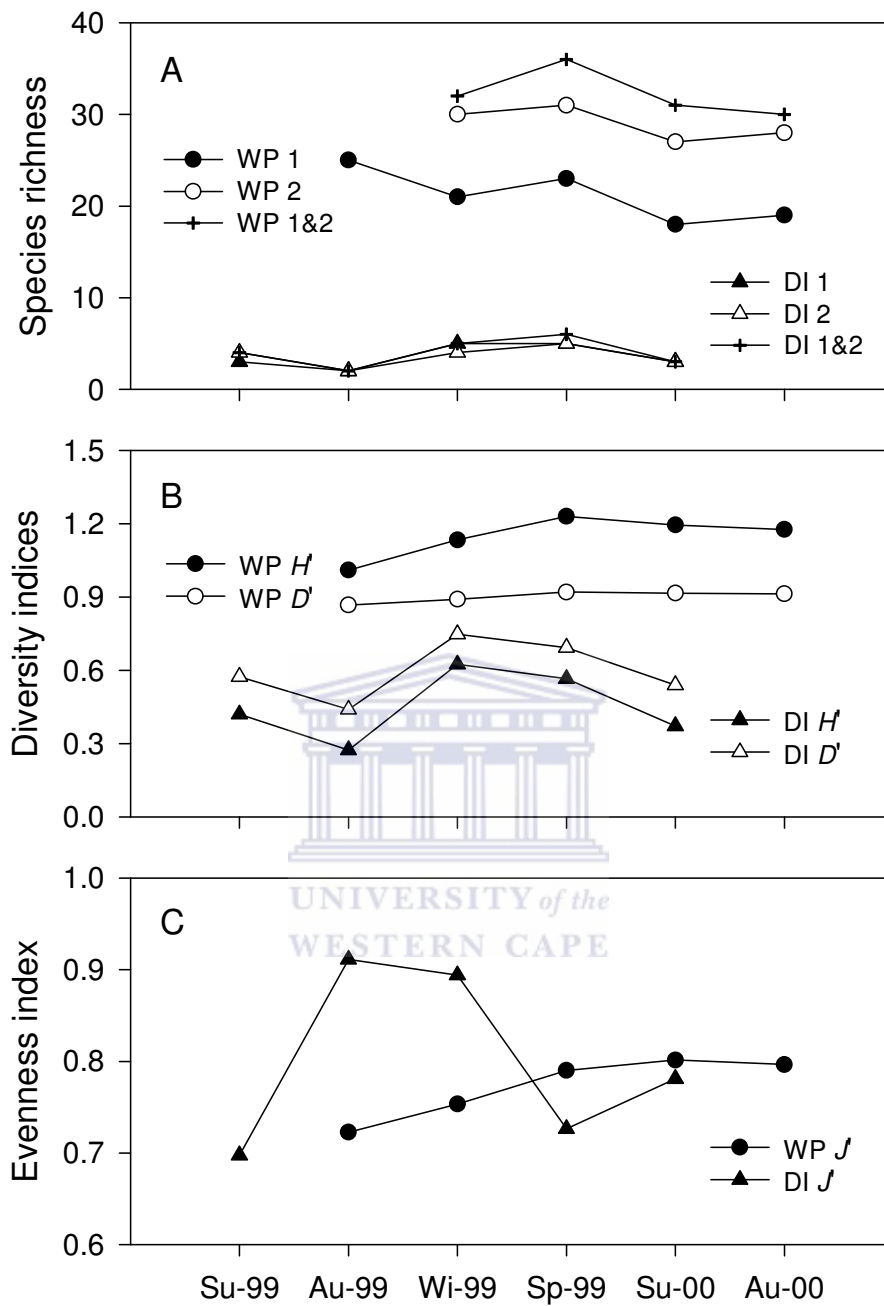 40
30
20
10
0
Species richness
A
WP 1
WP 2
WP 1&2
DI 1
DI 2
DI 1&2
1.5
1.2
0.9
0.6
0.3
0.0
Diversity indices
B
WP H'
WP D'
DI H'
DI D'
1.0
0.9
0.8
0.7
0.6
Evenness index
C
UNIVERSITY of the
WESTERN CAPE
WP J'
DI J'
Su-99 Au-99 Wi-99 Sp-99 Su-00 Au-00